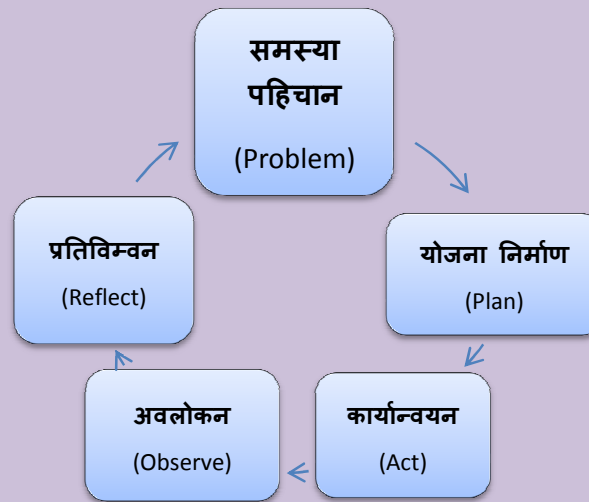 समस्या
पहिचान
(Problem)
योजना निर्माण
(Plan)
कार्यान्वयन
(Act)
अवलोकन
(Observe)
प्रतिविम्वन
(Reflect)